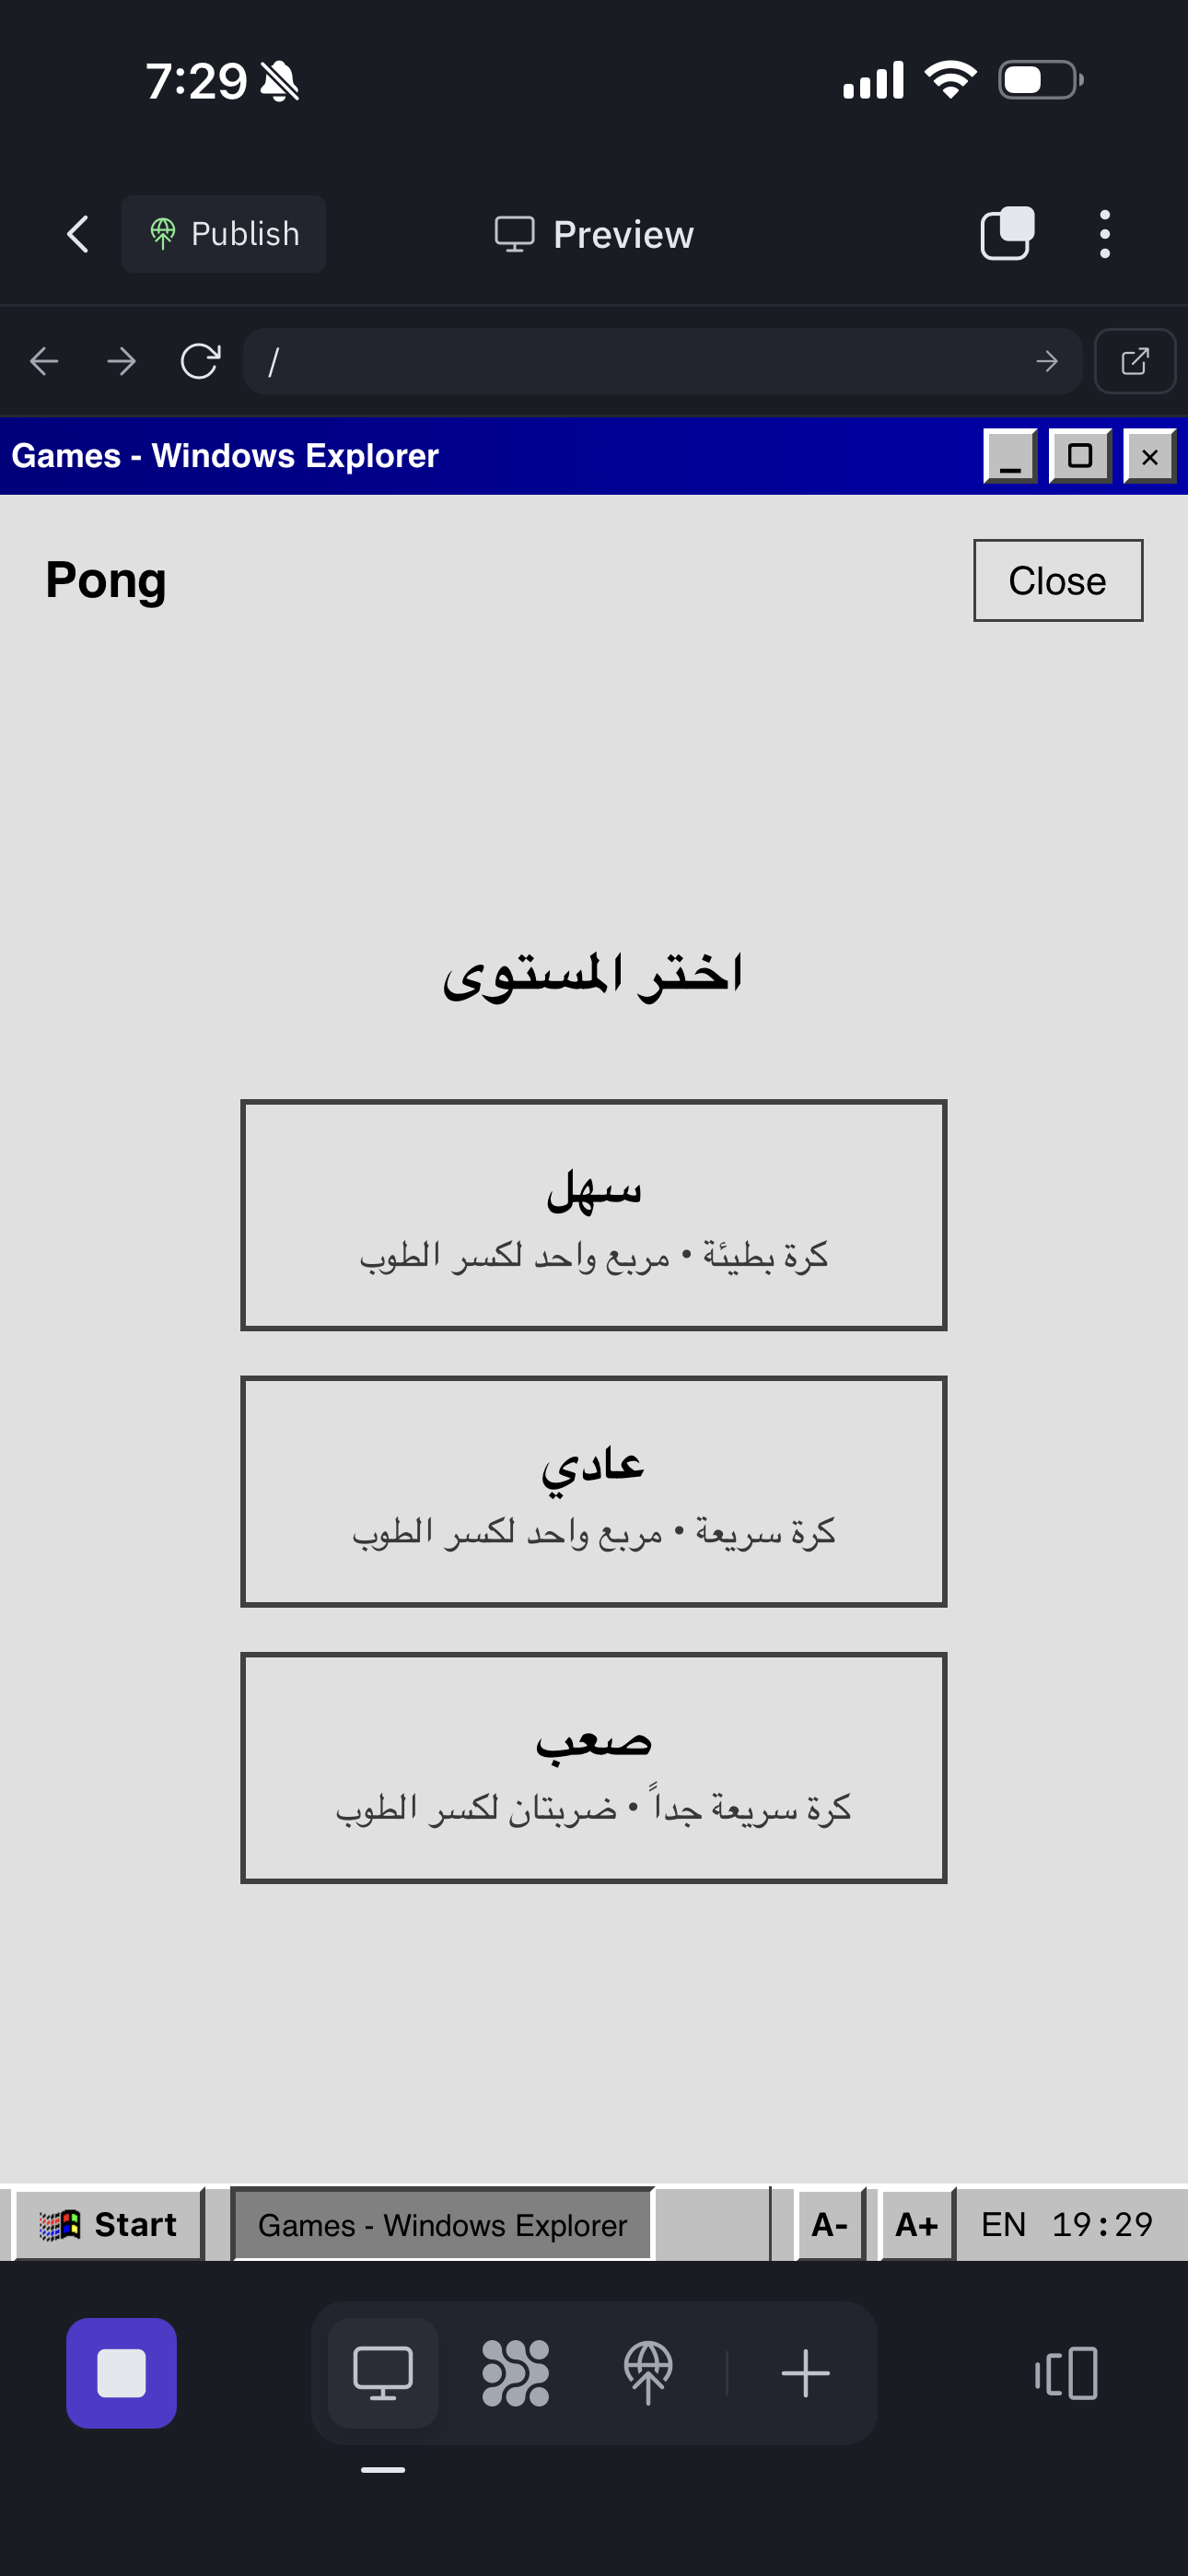 7:29
Publish
Preview
/
Games - Windows Explorer
Pong
Close
اختر المستوى
سهل
كرة بطيئة • مربع واحد لكسر الطوب
عادي
كرة سريعة • مربع واحد لكسر الطوب
صعب
كرة سريعة جداً • ضربتان لكسر الطوب
Start
Games - Windows Explorer
A-
A+
EN 19:29